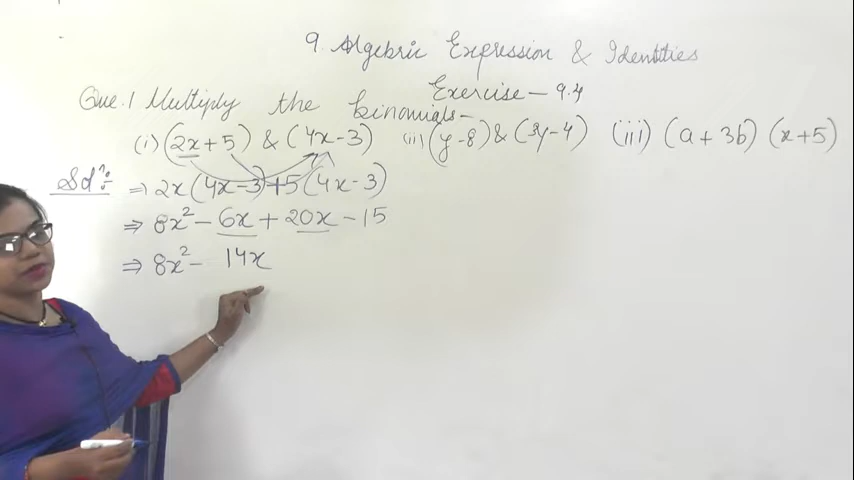 9. Algebric Expression & Identities
Exercise - 9.4
Que. 1 Multiply the binomials-
(i) (2x+5) & (4x-3) (ii) (y-8) & (3y-4) (iii) (a+3b) (x+5)
Solⁿ:- ⇒ 2x(4x-3)+5(4x-3)
⇒ 8x² - 6x + 20x - 15
⇒ 8x² - 14x